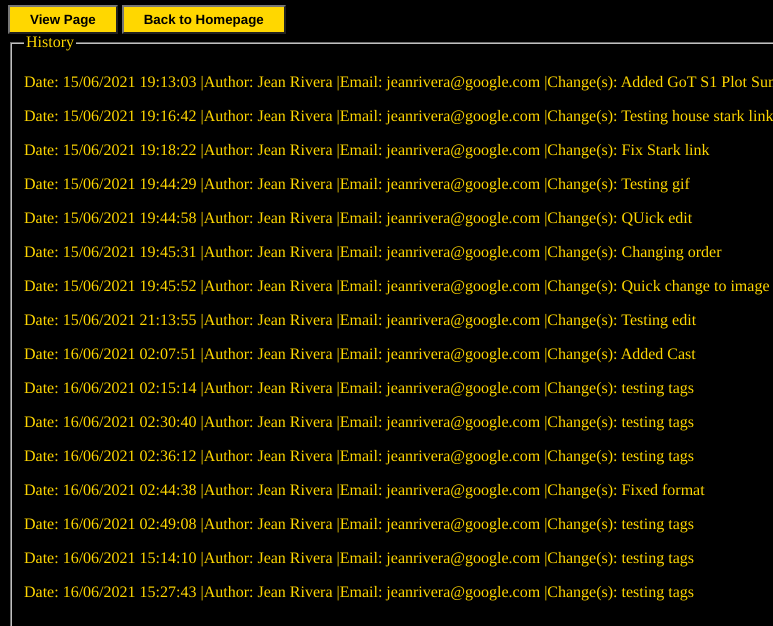 View Page Back to Homepage
History
Date: 15/06/2021 19:13:03 |Author: Jean Rivera |Email: jeanrivera@google.com |Change(s): Added GoT S1 Plot
Date: 15/06/2021 19:16:42 |Author: Jean Rivera |Email: jeanrivera@google.com |Change(s): Testing house stark link
Date: 15/06/2021 19:18:22 |Author: Jean Rivera |Email: jeanrivera@google.com |Change(s): Fix Stark link
Date: 15/06/2021 19:44:29 |Author: Jean Rivera |Email: jeanrivera@google.com |Change(s): Testing gif
Date: 15/06/2021 19:44:58 |Author: Jean Rivera |Email: jeanrivera@google.com |Change(s): QUick edit
Date: 15/06/2021 19:45:31 |Author: Jean Rivera |Email: jeanrivera@google.com |Change(s): Changing order
Date: 15/06/2021 19:45:52 |Author: Jean Rivera |Email: jeanrivera@google.com |Change(s): Quick change to image
Date: 15/06/2021 21:13:55 |Author: Jean Rivera |Email: jeanrivera@google.com |Change(s): Testing edit
Date: 16/06/2021 02:07:51 |Author: Jean Rivera |Email: jeanrivera@google.com |Change(s): Added Cast
Date: 16/06/2021 02:15:14 |Author: Jean Rivera |Email: jeanrivera@google.com |Change(s): testing tags
Date: 16/06/2021 02:30:40 |Author: Jean Rivera |Email: jeanrivera@google.com |Change(s): testing tags
Date: 16/06/2021 02:36:12 |Author: Jean Rivera |Email: jeanrivera@google.com |Change(s): testing tags
Date: 16/06/2021 02:44:38 |Author: Jean Rivera |Email: jeanrivera@google.com |Change(s): Fixed format
Date: 16/06/2021 02:49:08 |Author: Jean Rivera |Email: jeanrivera@google.com |Change(s): testing tags
Date: 16/06/2021 15:14:10 |Author: Jean Rivera |Email: jeanrivera@google.com |Change(s): testing tags
Date: 16/06/2021 15:27:43 |Author: Jean Rivera |Email: jeanrivera@google.com |Change(s): testing tags